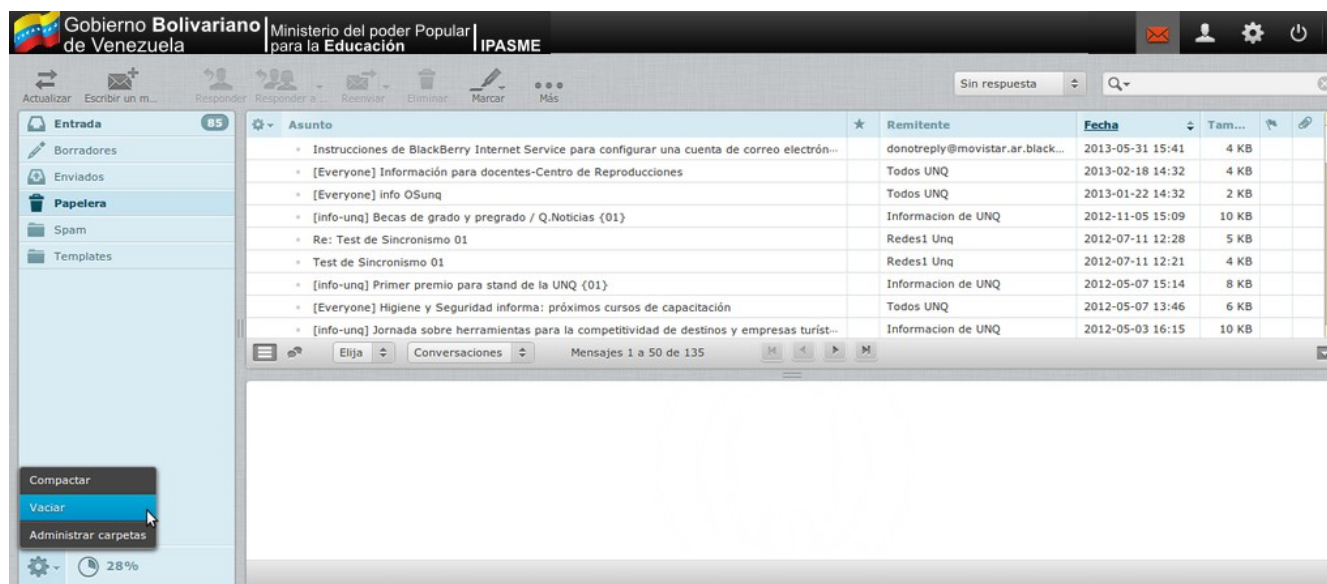 Gobierno Bolivariano
de Venezuela
Ministerio del poder Popular
para la Educación
IPASME
Actualizar
Escribir un m...
Responder
Responder a ...
Reenviar
Eliminar
Marcar
Más
Sin respuesta
Entrada 85
Borradores
Enviados
Papelera
Spam
Templates
Asunto Remitente Fecha Tam...
Instrucciones de BlackBerry Internet Service para configurar una cuenta de correo electrón... donotreply@movistar.ar.black... 2013-05-31 15:41 4 KB
[Everyone] Información para docentes-Centro de Reproducciones Todos UNQ 2013-02-18 14:32 4 KB
[Everyone] info OSunq Todos UNQ 2013-01-22 14:32 2 KB
[info-unq] Becas de grado y pregrado / Q.Noticias {01} Informacion de UNQ 2012-11-05 15:09 10 KB
Re: Test de Sincronismo 01 Redes1 Unq 2012-07-11 12:28 5 KB
Test de Sincronismo 01 Redes1 Unq 2012-07-11 12:21 4 KB
[info-unq] Primer premio para stand de la UNQ {01} Informacion de UNQ 2012-05-07 15:14 8 KB
[Everyone] Higiene y Seguridad informa: próximos cursos de capacitación Todos UNQ 2012-05-07 13:46 6 KB
[info-unq] Jornada sobre herramientas para la competitividad de destinos y empresas turíst... Informacion de UNQ 2012-05-03 16:15 10 KB
Elija Conversaciones Mensajes 1 a 50 de 135
Compactar
Vaciar
Administrar carpetas
28%